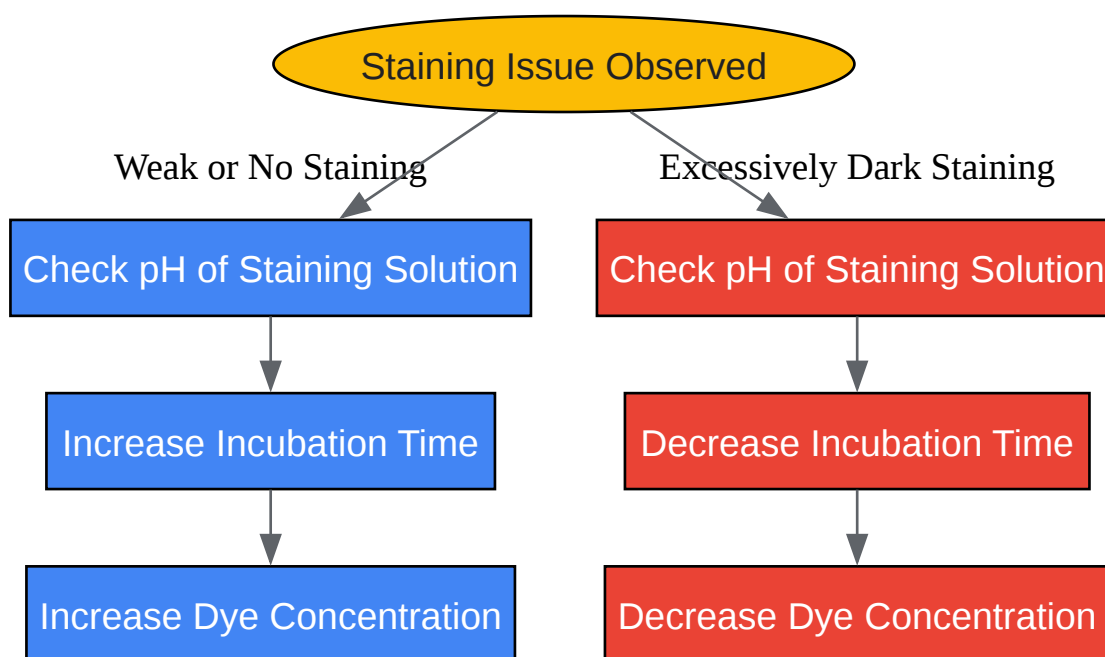 Staining Issue Observed
Weak or No Staining
Excessively Dark Staining
Check pH of Staining Solution
Check pH of Staining Solution
Increase Incubation Time
Decrease Incubation Time
Increase Dye Concentration
Decrease Dye Concentration